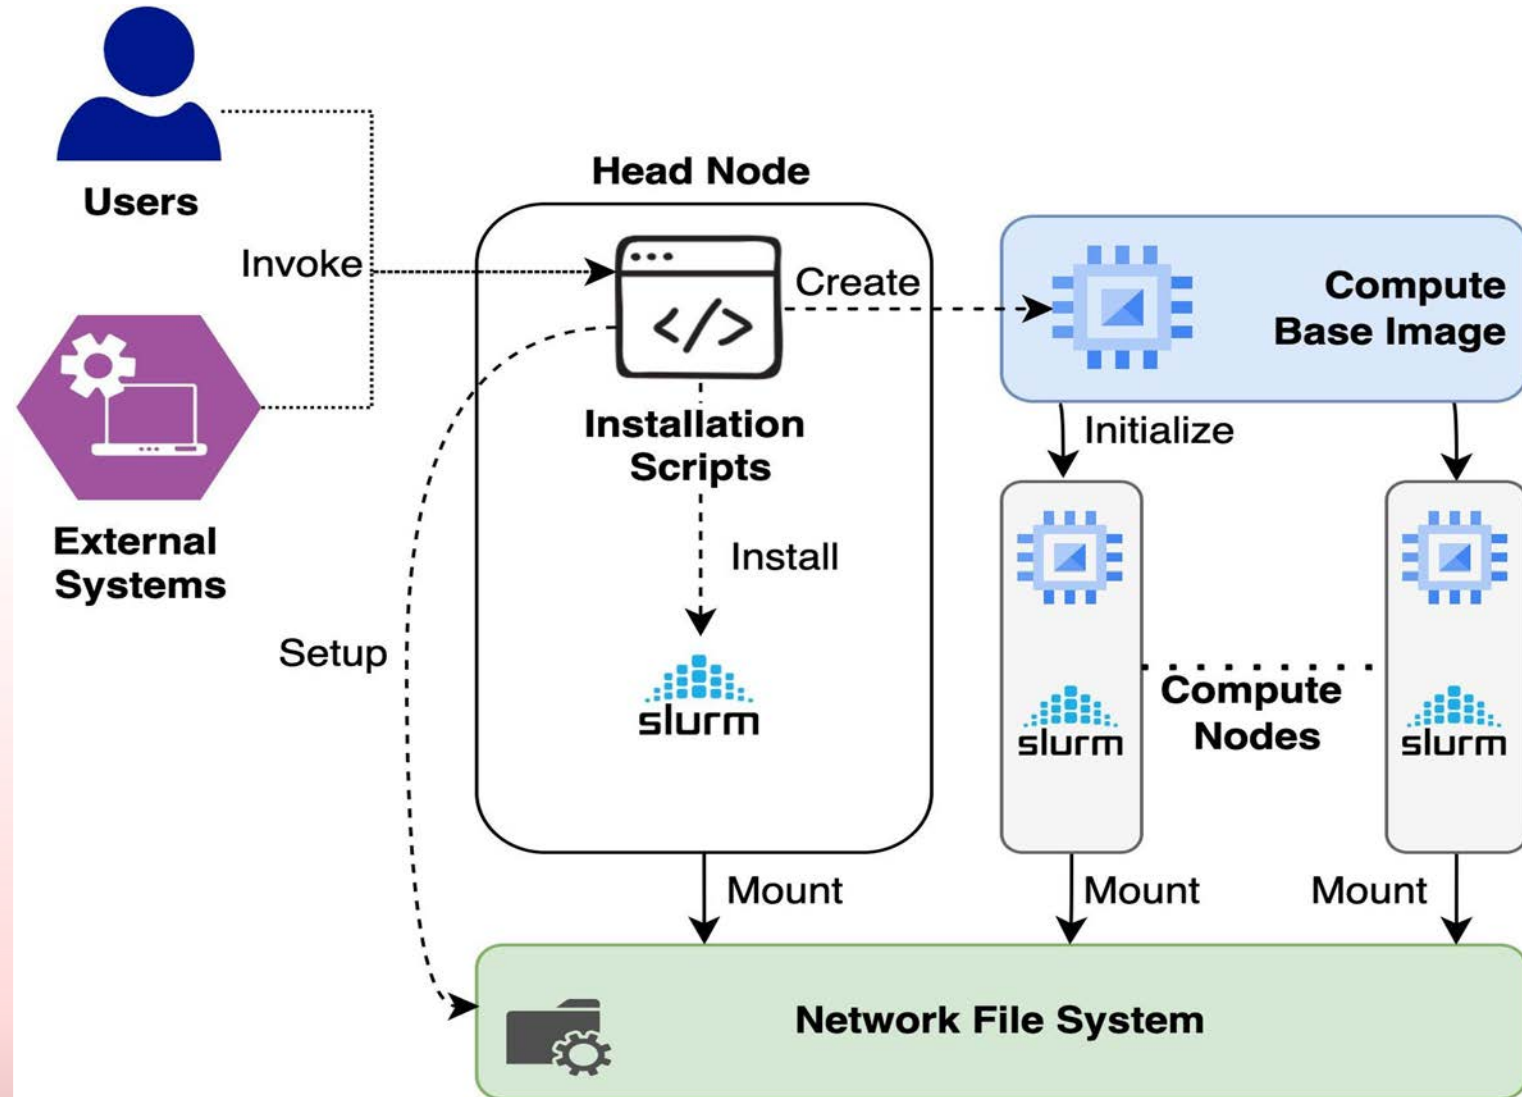 Users
Invoke
External
Systems
Head Node
Create
Installation
Scripts
Install
slurm
Setup
Compute
Base Image
Initialize
slurm
Compute
Nodes
slurm
Mount
Mount
Mount
Network File System